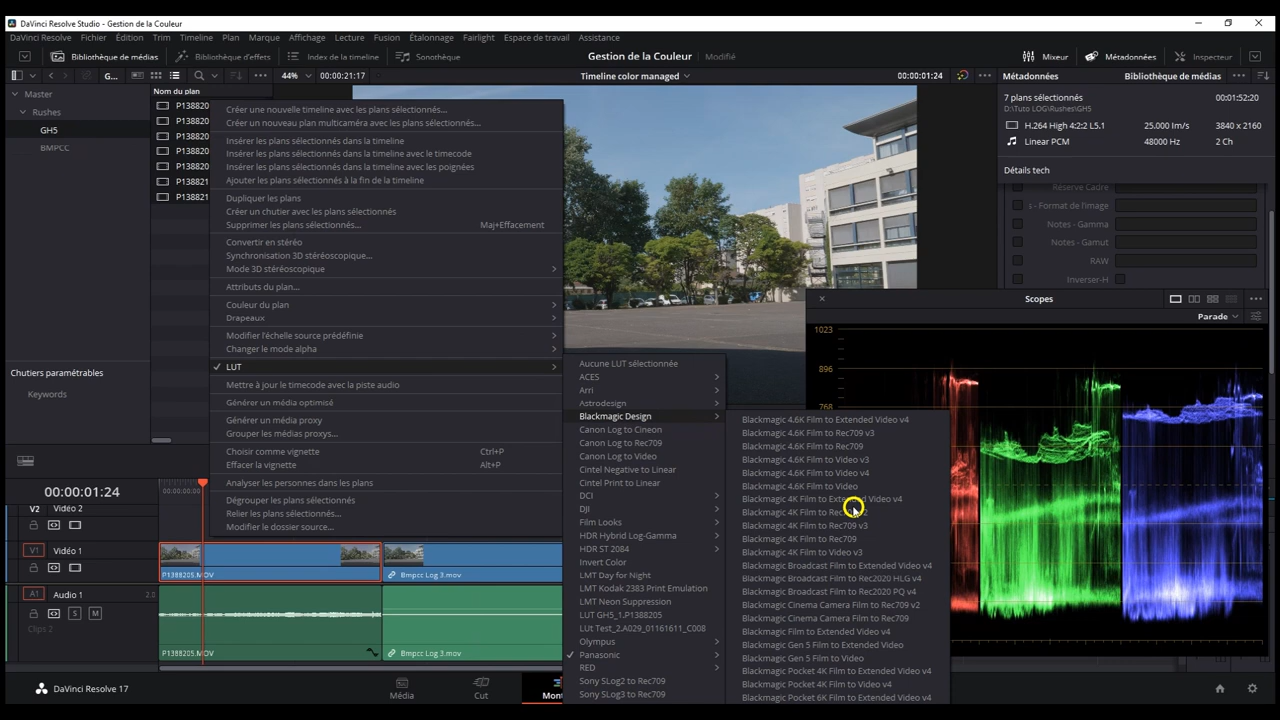 DaVinci Resolve Studio - Gestion de la Couleur
DaVinci Resolve Fichier Édition Trim Timeline Plan Marque Affichage Lecture Fusion Étalonnage Fairlight Espace de travail Assistance
Bibliothèque de médias Bibliothèque d'effets Index de la timeline Sonothèque Gestion de la Couleur Modifié Mixeur Métadonnées Inspecteur
G... 44% 00:00:21:17 Timeline color managed 00:00:01:24 Métadonnées Bibliothèque de médias
Master
Rushes
GH5
BMPCC
Chutiers paramétrables
Keywords
Nom du plan
P138820
P138820
P138820
P138820
P138820
P138821
P138821
Créer une nouvelle timeline avec les plans sélectionnés...
Créer un nouveau plan multicaméra avec les plans sélectionnés...
Insérer les plans sélectionnés dans la timeline
Insérer les plans sélectionnés dans la timeline avec le timecode
Insérer les plans sélectionnés dans la timeline avec les poignées
Ajouter les plans sélectionnés à la fin de la timeline
Dupliquer les plans
Créer un chutier avec les plans sélectionnés
Supprimer les plans sélectionnés... Maj+Effacement
Convertir en stéréo
Synchronisation 3D stéréoscopique...
Mode 3D stéréoscopique
Attributs du plan...
Couleur du plan
Drapeaux
Modifier l'échelle source prédéfinie
Changer le mode alpha
LUT
Mettre à jour le timecode avec la piste audio
Générer un média optimisé
Générer un média proxy
Grouper les médias proxys...
Choisir comme vignette Ctrl+P
Effacer la vignette Alt+P
Analyser les personnes dans les plans
Dégrouper les plans sélectionnés
Relier les plans sélectionnés...
Modifier le dossier source...
Aucune LUT sélectionnée
ACES
Arri
Astrodesign
Blackmagic Design
Canon Log to Cineon
Canon Log to Rec709
Canon Log to Video
Cintel Negative to Linear
Cintel Print to Linear
DCI
DJI
Film Looks
HDR Hybrid Log-Gamma
HDR ST 2084
Invert Color
LMT Day for Night
LMT Kodak 2383 Print Emulation
LMT Neon Suppression
LUT GH5_1.P1388205
LUt Test_2.A029_01161611_C008
Olympus
Panasonic
RED
Sony SLog2 to Rec709
Sony SLog3 to Rec709
Blackmagic 4.6K Film to Extended Video v4
Blackmagic 4.6K Film to Rec709 v3
Blackmagic 4.6K Film to Rec709
Blackmagic 4.6K Film to Video v3
Blackmagic 4.6K Film to Video v4
Blackmagic 4.6K Film to Video
Blackmagic 4K Film to Extended Video v4
Blackmagic 4K Film to
Blackmagic 4K Film to Rec709 v3
Blackmagic 4K Film to Rec709
Blackmagic 4K Film to Video v3
Blackmagic Broadcast Film to Extended Video v4
Blackmagic Broadcast Film to Rec2020 HLG v4
Blackmagic Broadcast Film to Rec2020 PQ v4
Blackmagic Cinema Camera Film to Rec709 v2
Blackmagic Cinema Camera Film to Rec709
Blackmagic Film to Extended Video v4
Blackmagic Gen 5 Film to Extended Video
Blackmagic Gen 5 Film to Video
Blackmagic Pocket 4K Film to Extended Video v4
Blackmagic Pocket 4K Film to Video v4
Blackmagic Pocket 6K Film to Extended Video v4
7 plans sélectionnés 00:01:52:20
D:\Tuto LOG\Rushes\GH5
H.264 High 4:2:2 L5.1 25.000 Im/s 3840 x 2160
Linear PCM 48000 Hz 2 Ch
Détails tech
Réserve Cadre
s - Format de l'image
Notes - Gamma
Notes - Gamut
RAW
Inverser-H
Scopes
Parade
1023
896
768
00:00:01:24 00:00:00:00
V2 Vidéo 2
V1 Vidéo 1
P1388205.MOV Bmpcc Log 3.mov
A1 Audio 1 2.0
S M
Clips 2
P1388205.MOV Bmpcc Log 3.mov
DaVinci Resolve 17 Média Cut Mont